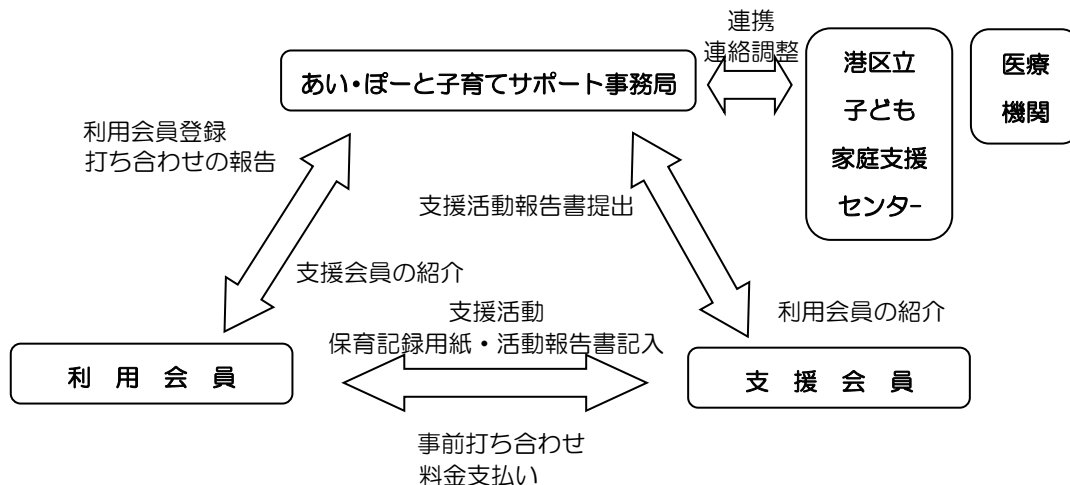 連携
連絡調整
あい・ぽーと子育てサポート事務局
港区立
子ども
家庭支援
センター
医療
機関
利用会員登録
打ち合わせの報告
支援活動報告書提出
支援会員の紹介
利用会員の紹介
支援活動
保育記録用紙・活動報告書記入
利 用 会 員
支 援 会 員
事前打ち合わせ
料金支払い